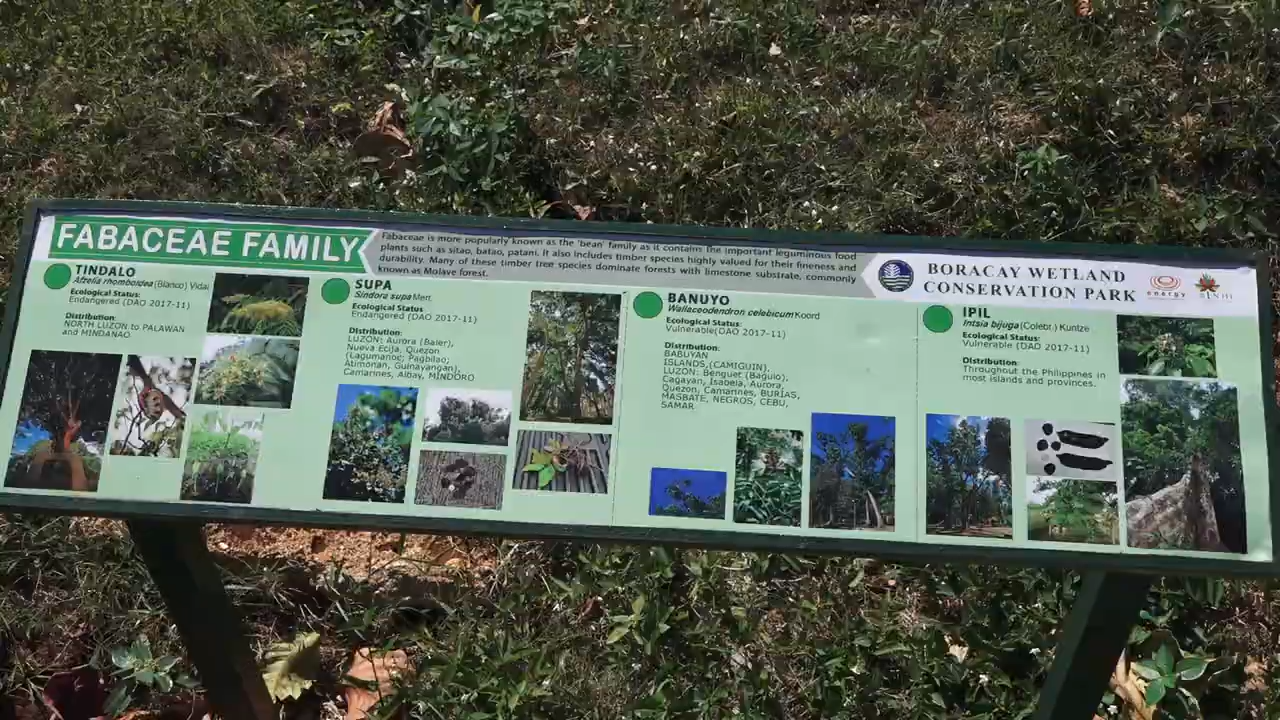 FABACEAE FAMILY
Fabaceae is more popularly known as the 'bean' family as it contains the important leguminous food
plants such as sitao, batao, patani. It also includes timber species highly valued for their fineness and
durability. Many of these timber tree species dominate forests with limestone substrate, commonly
known as Molave forest.
BORACAY WETLAND
CONSERVATION PARK
energy
TINDALO
Afzelia rhomboidea (Blanco) Vidal
Ecological Status:
Endangered (DAO 2017-11)
Distribution:
NORTH LUZON to PALAWAN
and MINDANAO.
SUPA
Sindora supa Merr.
Ecological Status:
Endangered (DAO 2017-11)
Distribution:
LUZON: Aurora (Baler),
Nueva Ecija, Quezon
(Lagumanoc; Pagbilao;
Atimonan, Guinayangan),
Camarines, Albay, MINDORO
BANUYO
Wallaceodendron celebicum Koord
Ecological Status:
Vulnerable(DAO 2017-11)
Distribution:
BABUYAN
ISLANDS,(CAMIGUIN),
LUZON: Benguet (Baguio),
Cagayan, Isabela, Aurora,
Quezon, Camarines, BURIAS,
MASBATE, NEGROS, CEBU,
SAMAR
IPIL
Intsia bijuga (Colebr.) Kuntze
Ecological Status:
Vulnerable (DAO 2017-11)
Distribution:
Throughout the Philippines in
most islands and provinces.